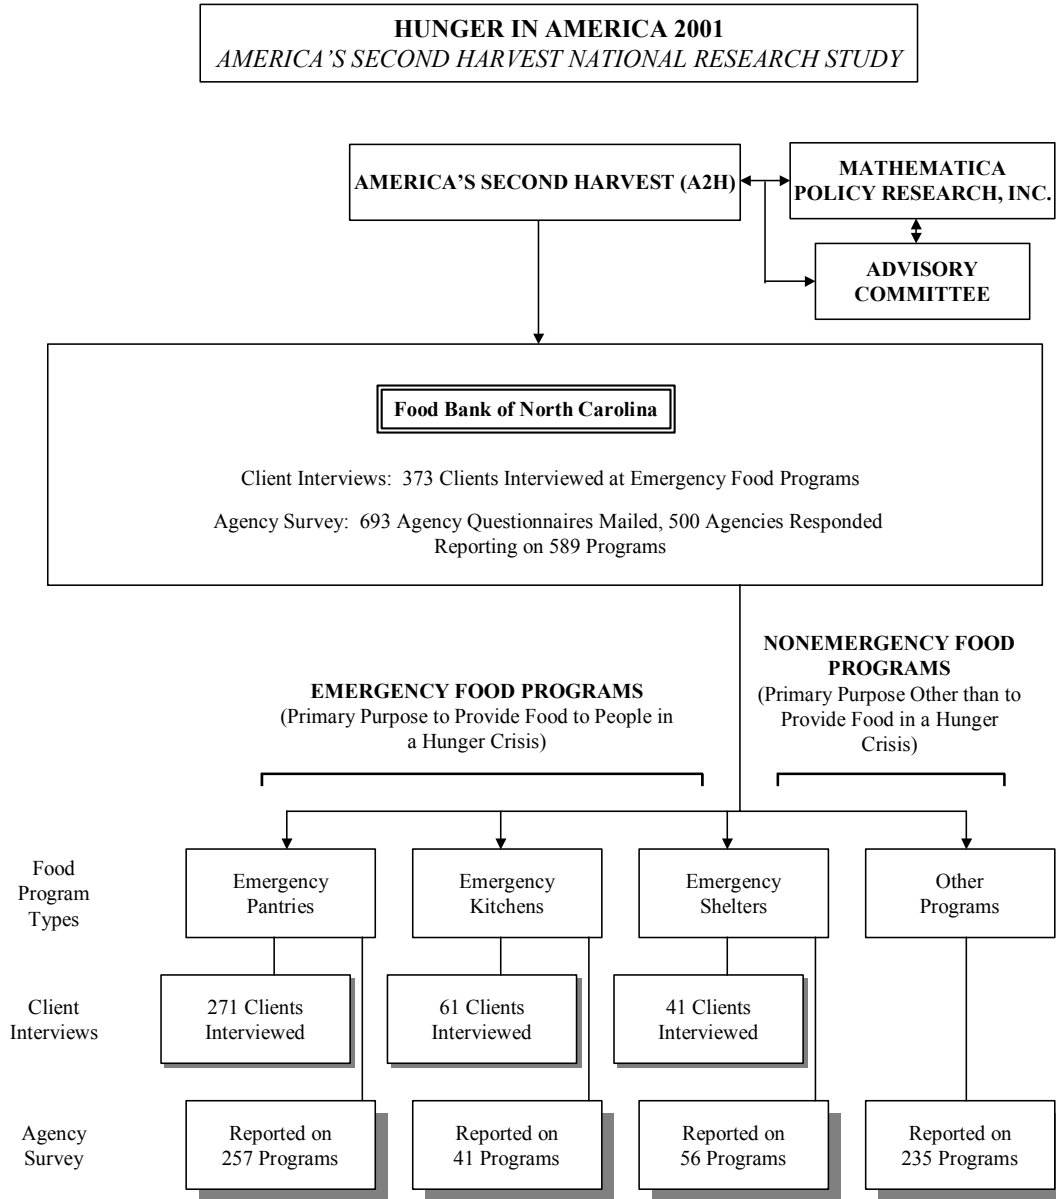 HUNGER IN AMERICA 2001
AMERICA'S SECOND HARVEST NATIONAL RESEARCH STUDY
AMERICA'S SECOND HARVEST (A2H)
MATHEMATICA
POLICY RESEARCH, INC.
ADVISORY
COMMITTEE
Food Bank of North Carolina
Client Interviews:  373 Clients Interviewed at Emergency Food Programs
Agency Survey:  693 Agency Questionnaires Mailed, 500 Agencies Responded
Reporting on 589 Programs
EMERGENCY FOOD PROGRAMS
(Primary Purpose to Provide Food to People in
a Hunger Crisis)
NONEMERGENCY FOOD
PROGRAMS
(Primary Purpose Other than to
Provide Food in a Hunger
Crisis)
Food
Program
Types
Emergency
Pantries
Emergency
Kitchens
Emergency
Shelters
Other
Programs
Client
Interviews
271 Clients
Interviewed
61 Clients
Interviewed
41 Clients
Interviewed
Agency
Survey
Reported on
257 Programs
Reported on
41 Programs
Reported on
56 Programs
Reported on
235 Programs